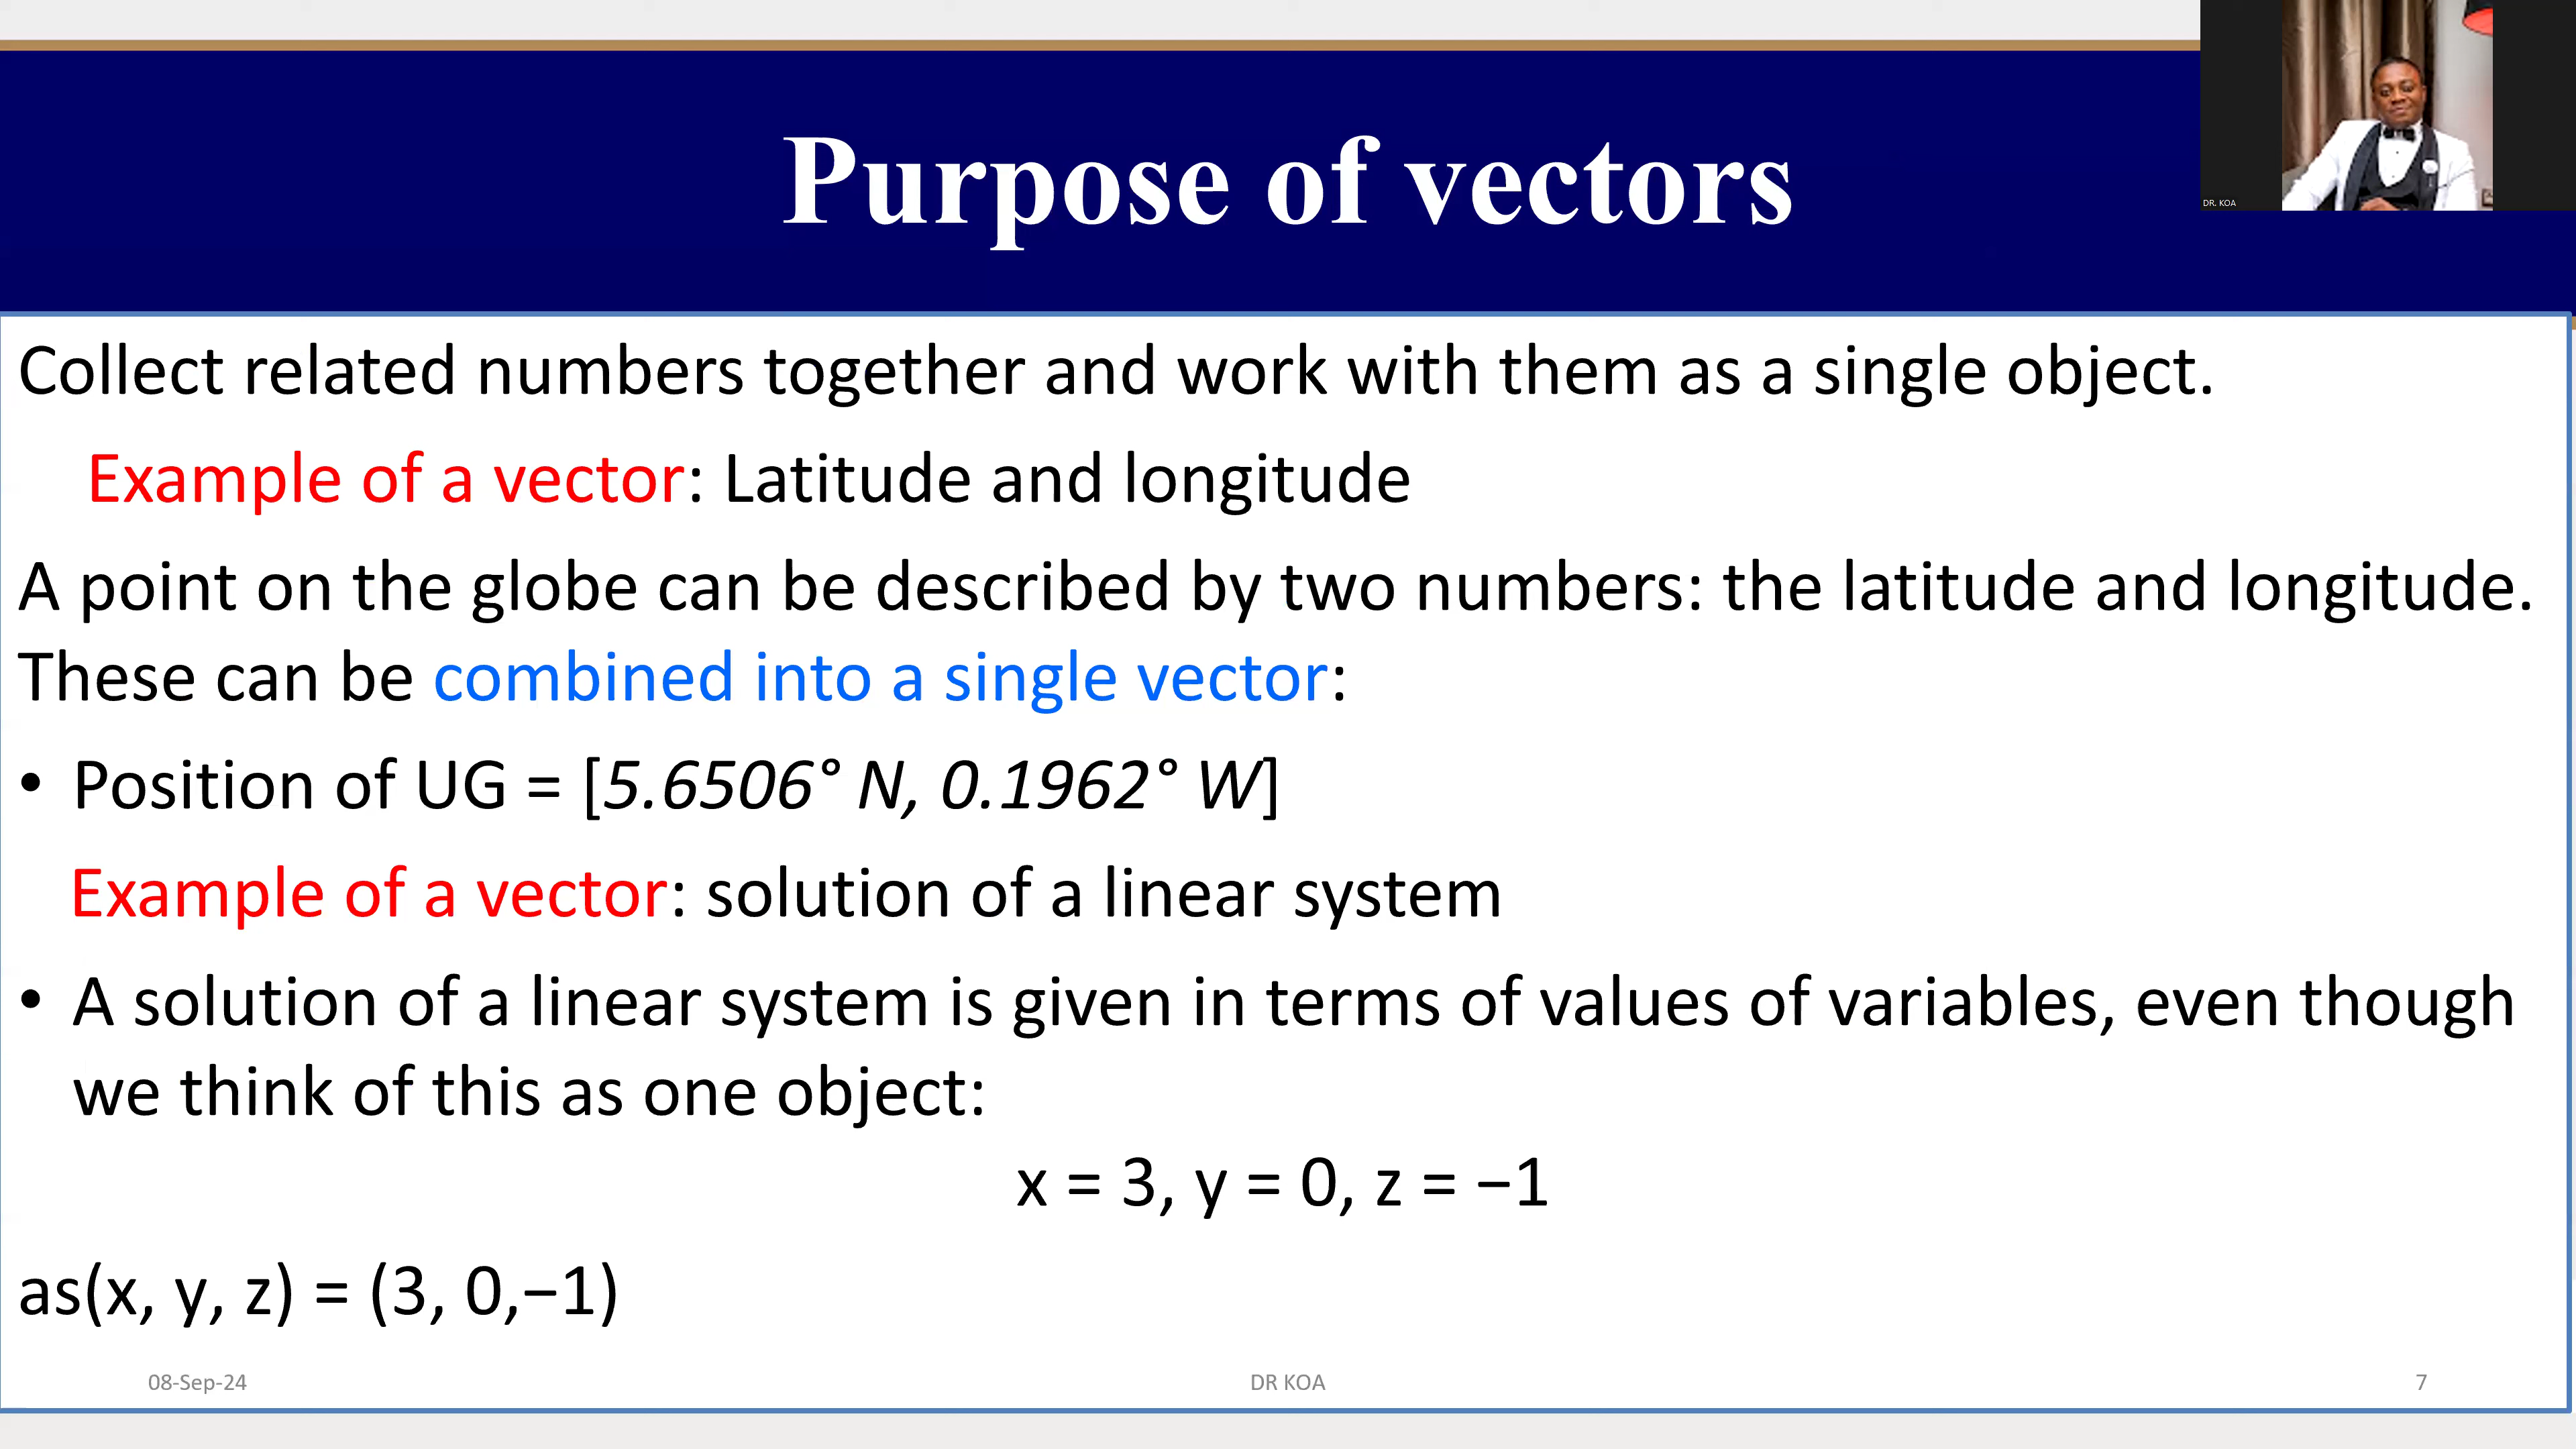 Purpose of vectors
DR. KOA
Collect related numbers together and work with them as a single object.
Example of a vector: Latitude and longitude
A point on the globe can be described by two numbers: the latitude and longitude.
These can be combined into a single vector:
• Position of UG = [5.6506° N, 0.1962° W]
Example of a vector: solution of a linear system
• A solution of a linear system is given in terms of values of variables, even though
we think of this as one object:
x = 3, y = 0, z = −1
as(x, y, z) = (3, 0,−1)
08-Sep-24
DR KOA
7